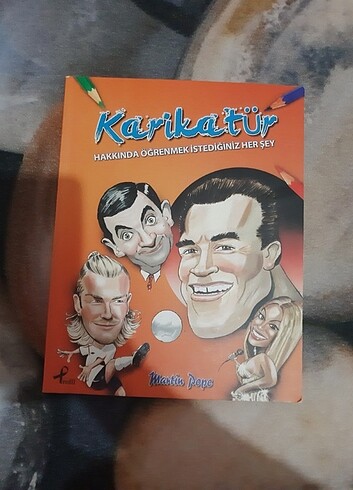 Karikatür
HAKKINDA ÖĞRENMEK İSTEDİĞİNİZ HER ŞEY
Martin Pope